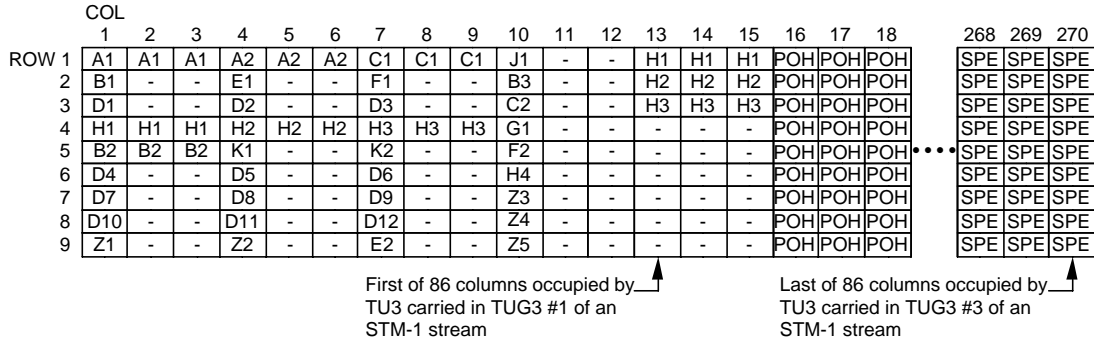 COL
1 2 3 4 5 6 7 8 9 10 11 12 13 14 15 16 17 18 268 269 270
ROW 1 A1 A1 A1 A2 A2 A2 C1 C1 C1 J1 - - H1 H1 H1 POH POH POH SPE SPE SPE
2 B1 - - E1 - - F1 - - B3 - - H2 H2 H2 POH POH POH SPE SPE SPE
3 D1 - - D2 - - D3 - - C2 - - H3 H3 H3 POH POH POH SPE SPE SPE
4 H1 H1 H1 H2 H2 H2 H3 H3 H3 G1 - - - - - POH POH POH SPE SPE SPE
5 B2 B2 B2 K1 - - K2 - - F2 - - - - - POH POH POH •••• SPE SPE SPE
6 D4 - - D5 - - D6 - - H4 - - - - - POH POH POH SPE SPE SPE
7 D7 - - D8 - - D9 - - Z3 - - - - - POH POH POH SPE SPE SPE
8 D10 - - D11 - - D12 - - Z4 - - - - - POH POH POH SPE SPE SPE
9 Z1 - - Z2 - - E2 - - Z5 - - - - - POH POH POH SPE SPE SPE
First of 86 columns occupied by
TU3 carried in TUG3 #1 of an
STM-1 stream
Last of 86 columns occupied by
TU3 carried in TUG3 #3 of an
STM-1 stream